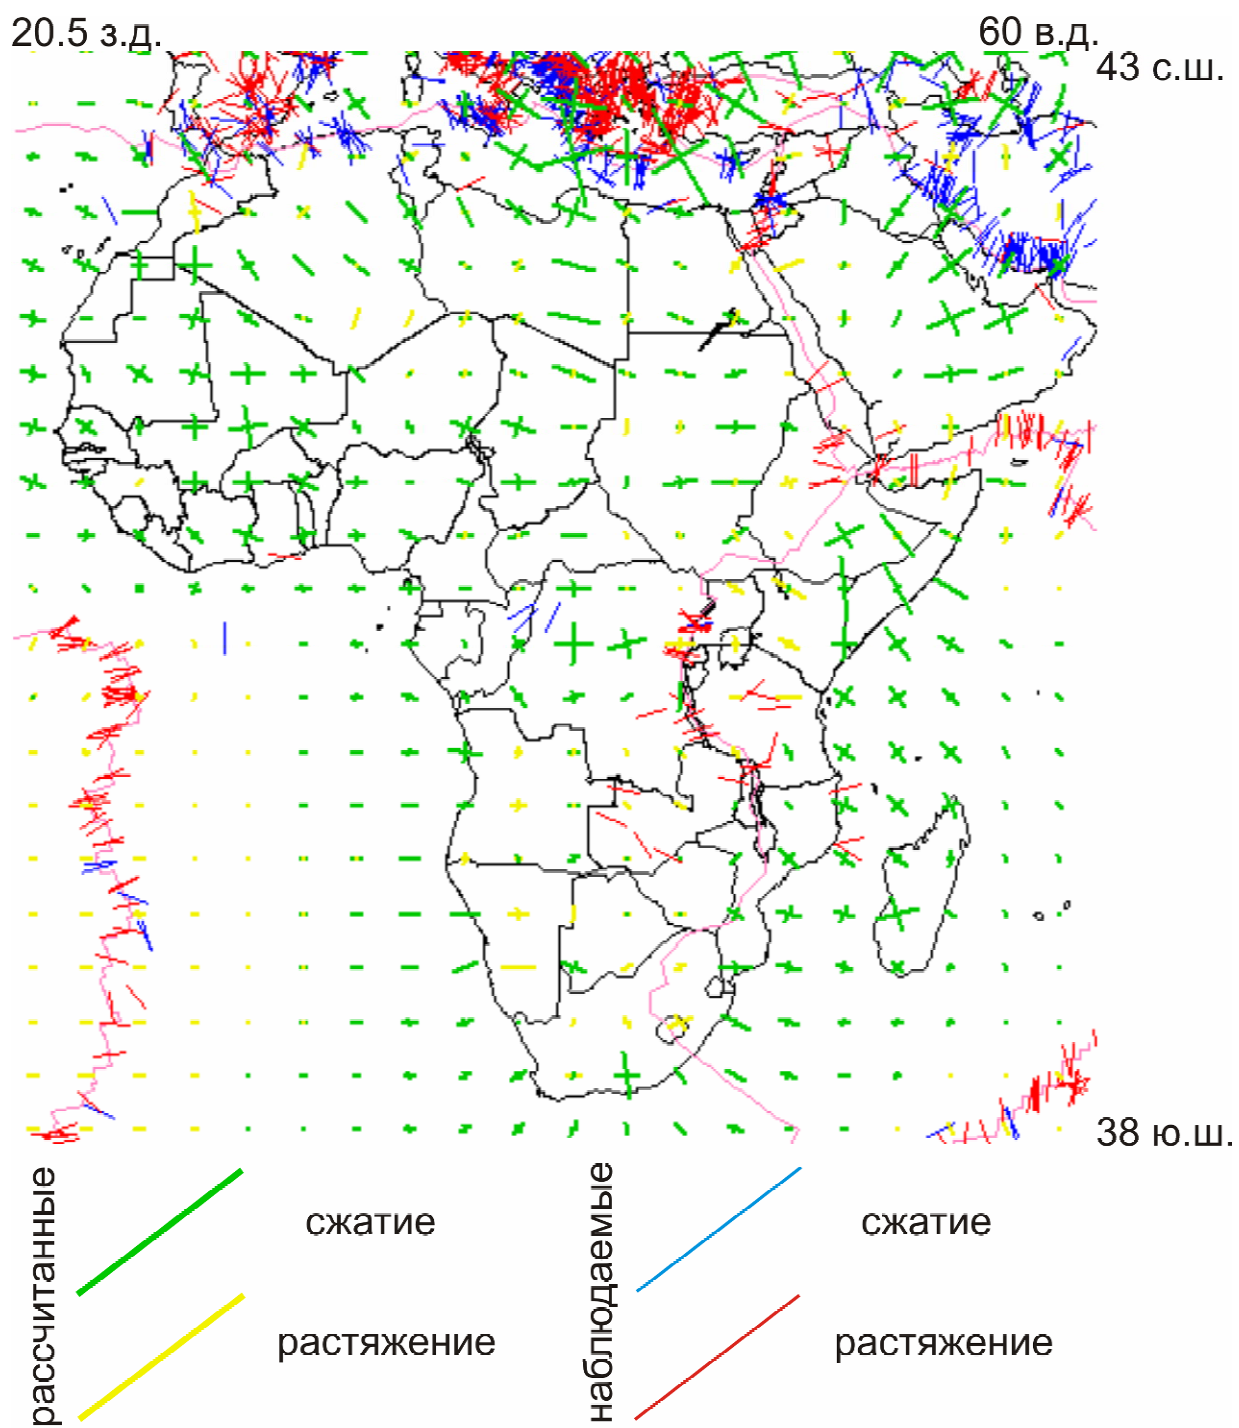 20.5 з.д.
60 в.д.
43 с.ш.
38 ю.ш.
рассчитанные
сжатие
растяжение
наблюдаемые
сжатие
растяжение